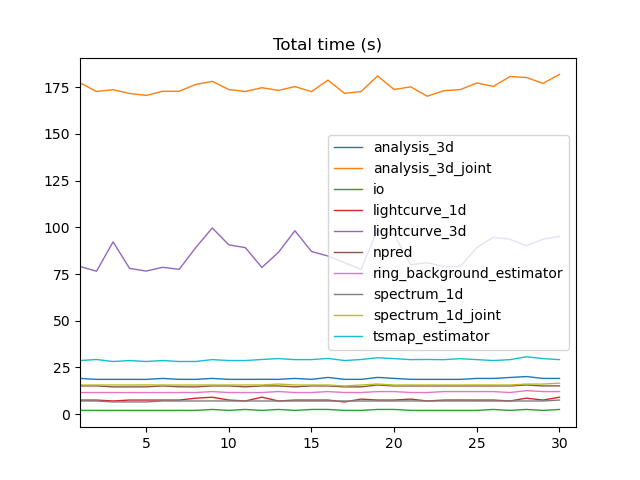 Total time (s)
175
150
125
100
75
50
25
0
analysis_3d
analysis_3d_joint
io
lightcurve_1d
lightcurve_3d
npred
ring_background_estimator
spectrum_1d
spectrum_1d_joint
tsmap_estimator
5 10 15 20 25 30